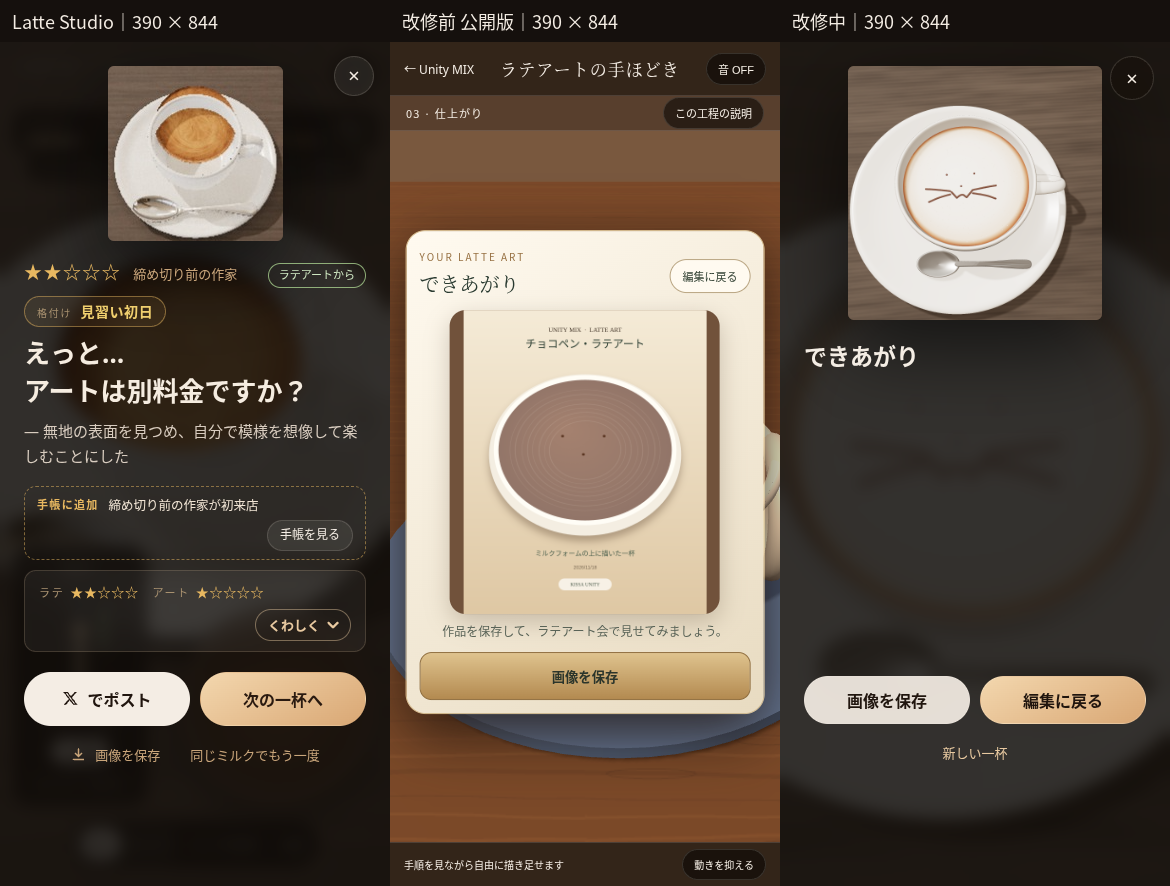 Latte Studio｜390 × 844
×
★★☆☆☆ 締め切り前の作家 ラテアートから
格付け 見習い初日
えっと…
アートは別料金ですか？
— 無地の表面を見つめ、自分で模様を想像して楽
しむことにした
手帳に追加 締め切り前の作家が初来店
手帳を見る
ラテ ★★☆☆☆ アート ★☆☆☆☆
くわしく
X でポスト 次の一杯へ
画像を保存 同じミルクでもう一度
改修前 公開版｜390 × 844
← Unity MIX ラテアートの手ほどき 音 OFF
03 · 仕上がり この工程の説明
YOUR LATTE ART
できあがり 編集に戻る
UNITY MIX · LATTE ART
チョコペン・ラテアート
ミルクフォームの上に描いた一杯
作品を保存して、ラテアート会で見せてみましょう。
画像を保存
手順を見ながら自由に描き足せます 動きを抑える
改修中｜390 × 844
×
できあがり
画像を保存 編集に戻る
新しい一杯